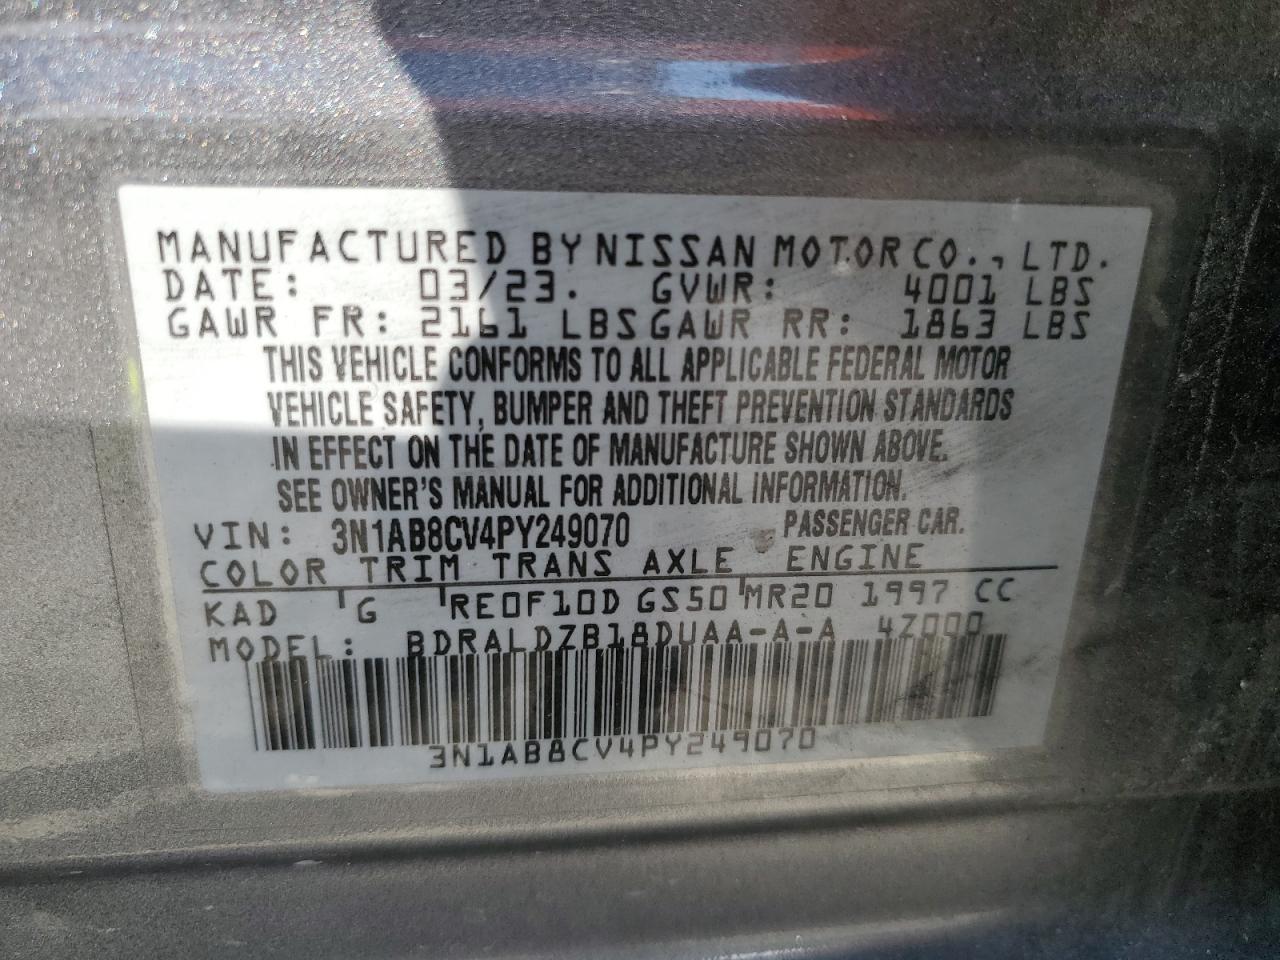 MANUFACTURED BY NISSAN MOTOR CO., LTD.
DATE: 03/23. GVWR: 4001 LBS
GAWR FR: 2161 LBS GAWR RR: 1863 LBS
THIS VEHICLE CONFORMS TO ALL APPLICABLE FEDERAL MOTOR
VEHICLE SAFETY, BUMPER AND THEFT PREVENTION STANDARDS
IN EFFECT ON THE DATE OF MANUFACTURE SHOWN ABOVE.
SEE OWNER'S MANUAL FOR ADDITIONAL INFORMATION.
VIN: 3N1AB8CV4PY249070 PASSENGER CAR.
COLOR TRIM TRANS AXLE ENGINE
KAD G RE0F10D GS50 MR20 1997 CC
MODEL: BDRALDZB18DUAA-A-A 4Z000
3N1AB8CV4PY249070